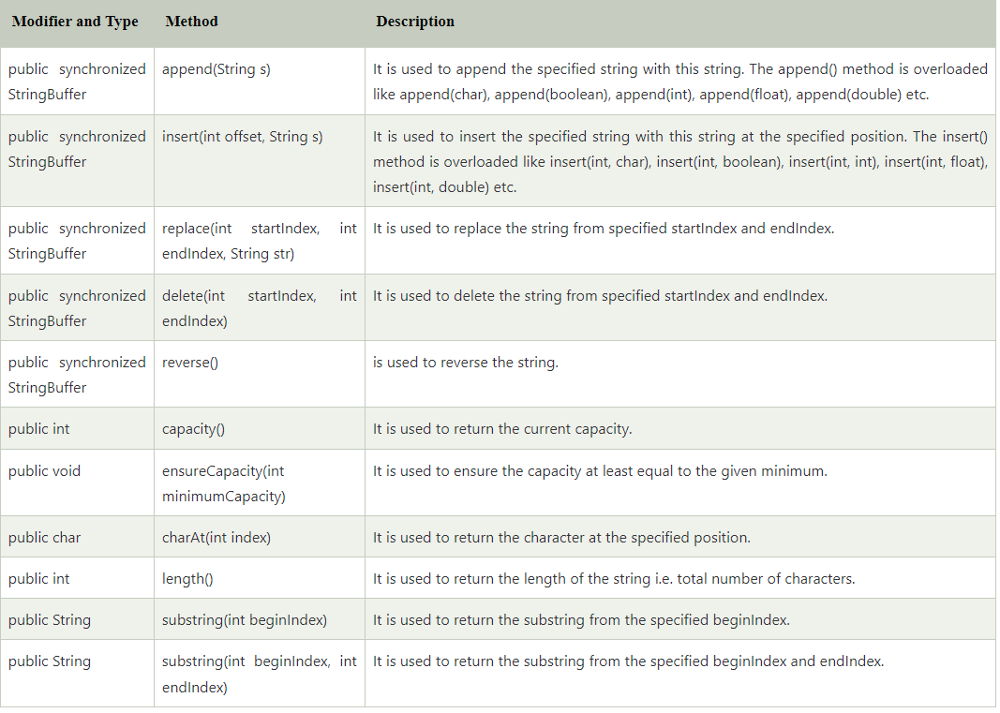 Modifier and Type Method Description
public synchronized StringBuffer
append(String s)
It is used to append the specified string with this string. The append() method is overloaded
like append(char), append(boolean), append(int), append(float), append(double) etc.
public synchronized StringBuffer
insert(int offset, String s)
It is used to insert the specified string with this string at the specified position. The insert()
method is overloaded like insert(int, char), insert(int, boolean), insert(int, int), insert(int, float),
insert(int, double) etc.
public synchronized
StringBuffer
replace(int startIndex, int
endIndex, String str)
It is used to replace the string from specified startIndex and endIndex.
public synchronized
StringBuffer
delete(int startIndex, int
endIndex)
It is used to delete the string from specified startIndex and endIndex.
public synchronized
StringBuffer
reverse()
is used to reverse the string.
public int
capacity()
It is used to return the current capacity.
public void
ensureCapacity(int
minimumCapacity)
It is used to ensure the capacity at least equal to the given minimum.
public char
charAt(int index)
It is used to return the character at the specified position.
public int
length()
It is used to return the length of the string i.e. total number of characters.
public String
substring(int beginIndex)
It is used to return the substring from the specified beginIndex.
public String
substring(int beginIndex, int
endIndex)
It is used to return the substring from the specified beginIndex and endIndex.